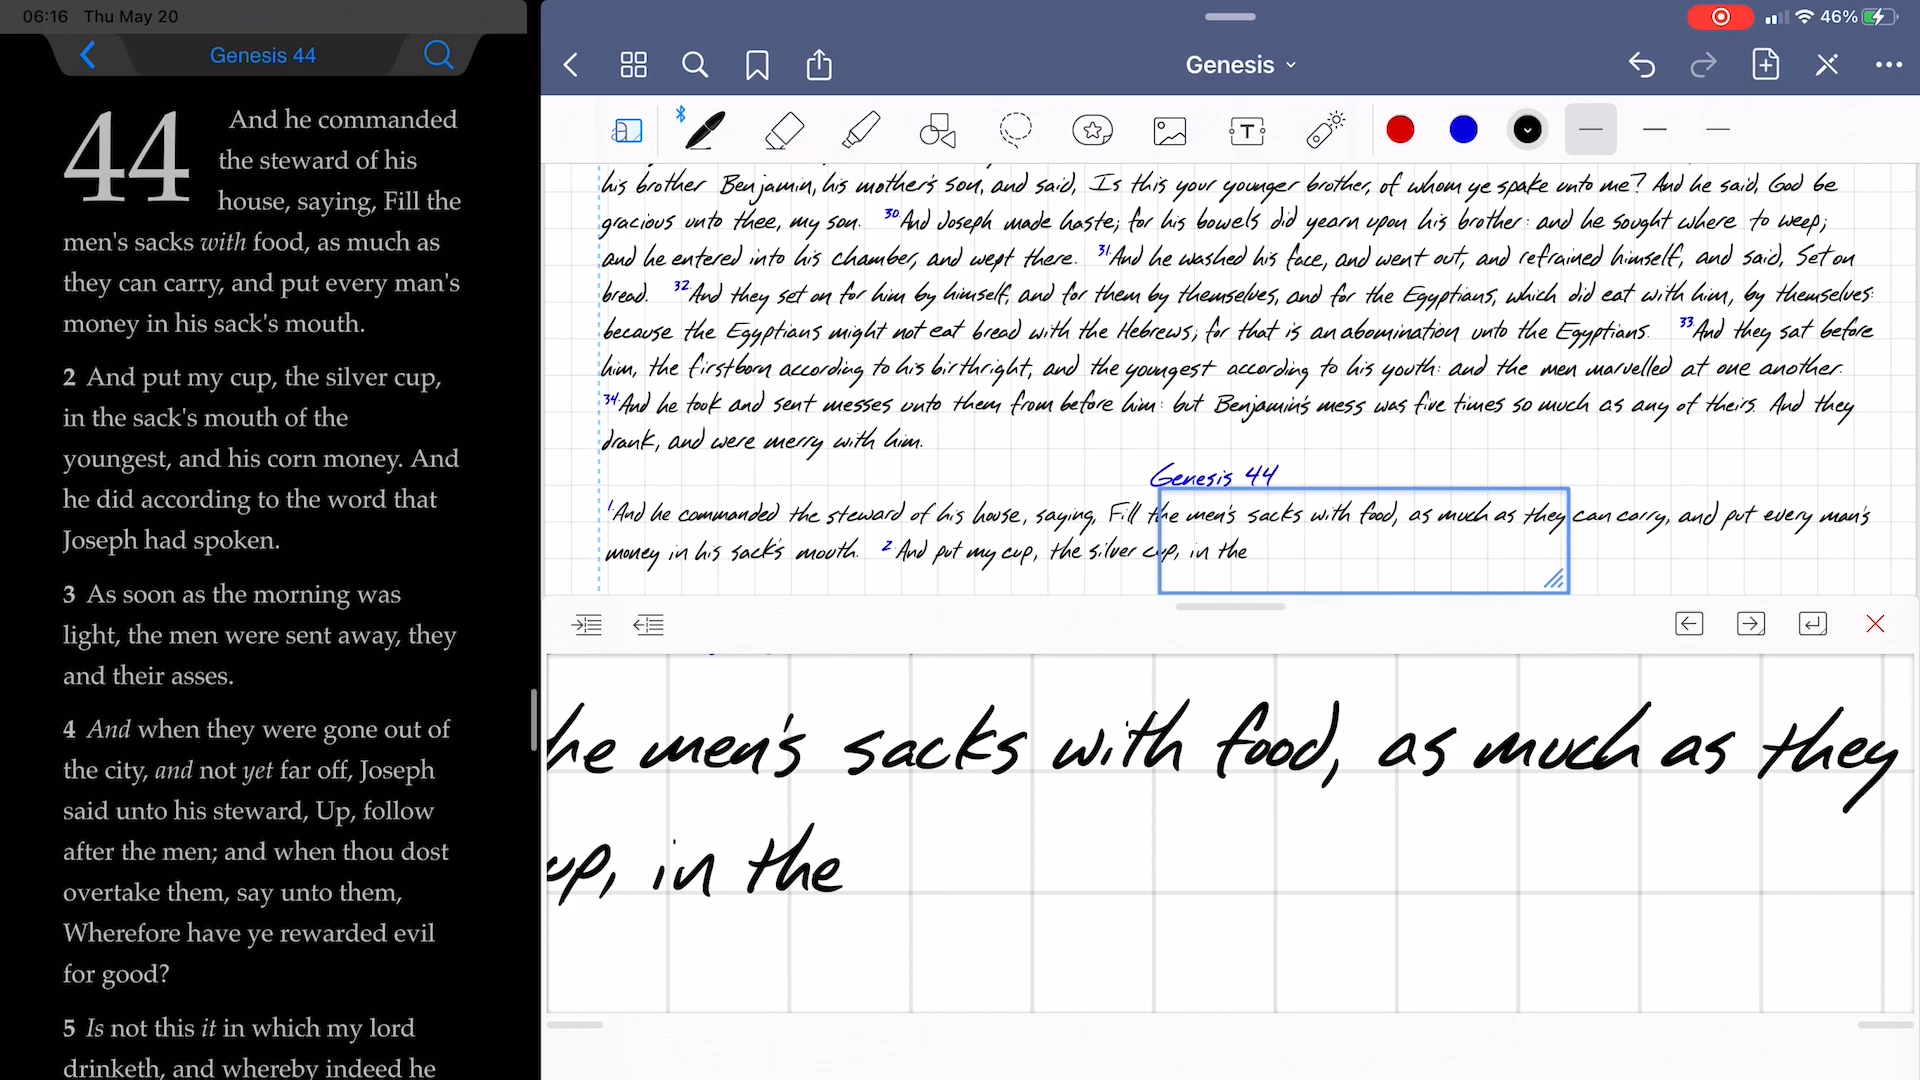 06:16 Thu May 20
Genesis 44
44 And he commanded
the steward of his
house, saying, Fill the
men's sacks with food, as much as
they can carry, and put every man's
money in his sack's mouth.
2 And put my cup, the silver cup,
in the sack's mouth of the
youngest, and his corn money. And
he did according to the word that
Joseph had spoken.
3 As soon as the morning was
light, the men were sent away, they
and their asses.
4 And when they were gone out of
the city, and not yet far off, Joseph
said unto his steward, Up, follow
after the men; and when thou dost
overtake them, say unto them,
Wherefore have ye rewarded evil
for good?
5 Is not this it in which my lord
drinketh, and whereby indeed he
46%
Genesis
his brother Benjamin, his mother's son, and said, Is this your younger brother, of whom ye spake unto me? And he said, God be
gracious unto thee, my son. 30 And Joseph made haste; for his bowels did yearn upon his brother: and he sought where to weep;
and he entered into his chamber, and wept there. 31 And he washed his face, and went out, and refrained himself, and said, Set on
bread. 32 And they set on for him by himself, and for them by themselves, and for the Egyptians, which did eat with him, by themselves:
because the Egyptians might not eat bread with the Hebrews; for that is an abomination unto the Egyptians. 33 And they sat before
him, the firstborn according to his birthright, and the youngest according to his youth: and the men marvelled at one another.
34 And he took and sent messes unto them from before him: but Benjamin's mess was five times so much as any of theirs. And they
drank, and were merry with him.
Genesis 44
1 And he commanded the steward of his house, saying, Fill the men's sacks with food, as much as they can carry, and put every man's
money in his sack's mouth. 2 And put my cup, the silver cup, in the
he men's sacks with food, as much as they
up, in the